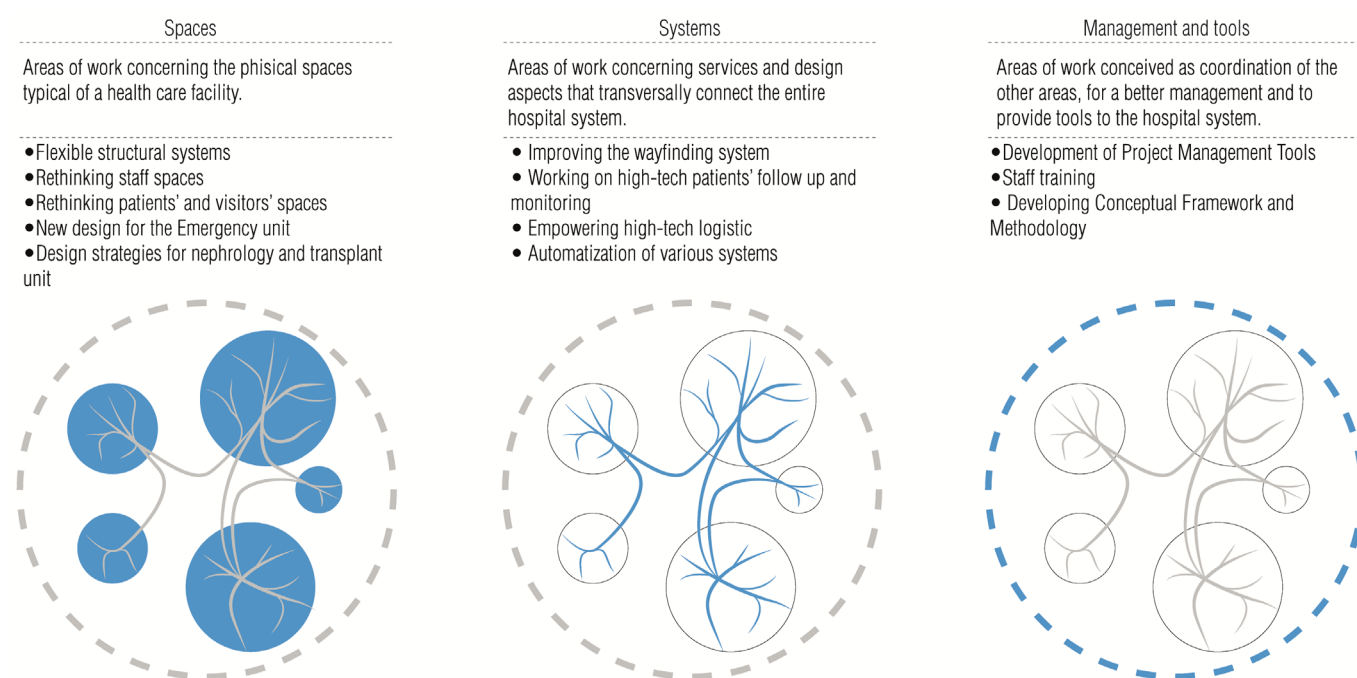 Spaces
Areas of work concerning the phisical spaces
typical of a health care facility.
•Flexible structural systems
•Rethinking staff spaces
•Rethinking patients' and visitors' spaces
•New design for the Emergency unit
•Design strategies for nephrology and transplant
unit
Systems
Areas of work concerning services and design
aspects that transversally connect the entire
hospital system.
• Improving the wayfinding system
• Working on high-tech patients' follow up and
monitoring
• Empowering high-tech logistic
• Automatization of various systems
Management and tools
Areas of work conceived as coordination of the
other areas, for a better management and to
provide tools to the hospital system.
•Development of Project Management Tools
•Staff training
• Developing Conceptual Framework and
Methodology